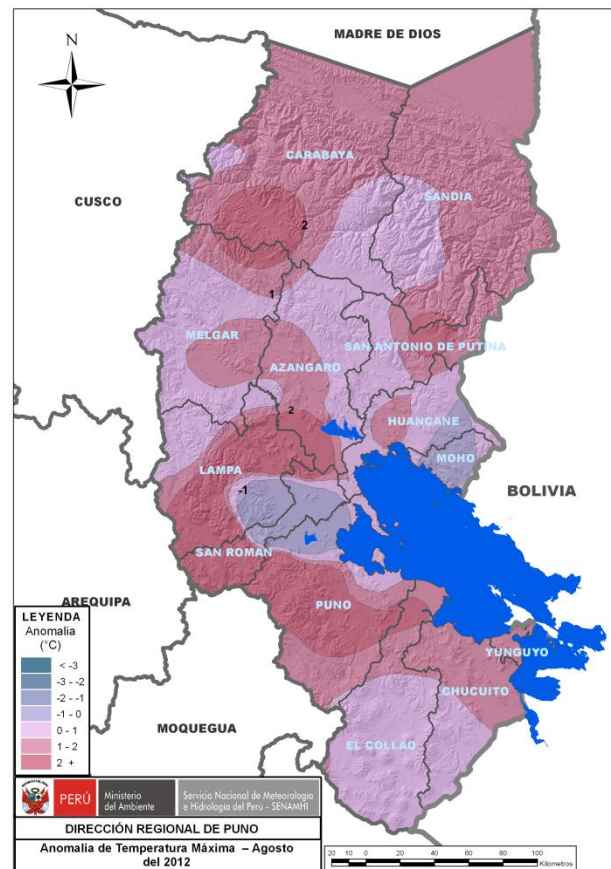 MADRE DE DIOS
N
CARABAYA
CUSCO
SANDIA
2
1
MELGAR
SAN ANTONIO DE PUTINA
AZANGARO
2
HUANCANE
LAMPA
MOHO
-1
BOLIVIA
SAN ROMAN
AREQUIPA
PUNO
YUNGUYO
CHUCUITO
MOQUEGUA
EL COLLAO
LEYENDA
Anomalia
(°C)
< -3
-3 - -2
-2 - -1
-1 - 0
0 - 1
1 - 2
2 +
PERÚ
Ministerio
del Ambiente
Servicio Nacional de Meteorología
e Hidrología del Perú - SENAMHI
DIRECCIÓN REGIONAL DE PUNO
Anomalia de Temperatura Máxima – Agosto
del 2012
20 10 0 20 40 60 80 100
Kilometros